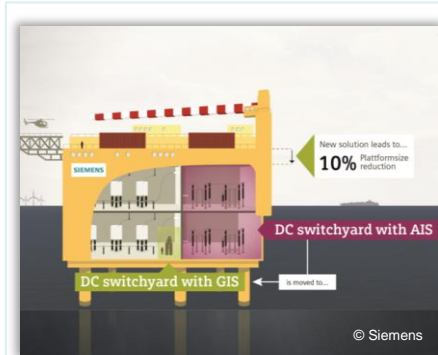 New solution leads to...
10% Plattformsize
reduction
SIEMENS
DC switchyard with AIS
DC switchyard with GIS
is moved to...
© Siemens